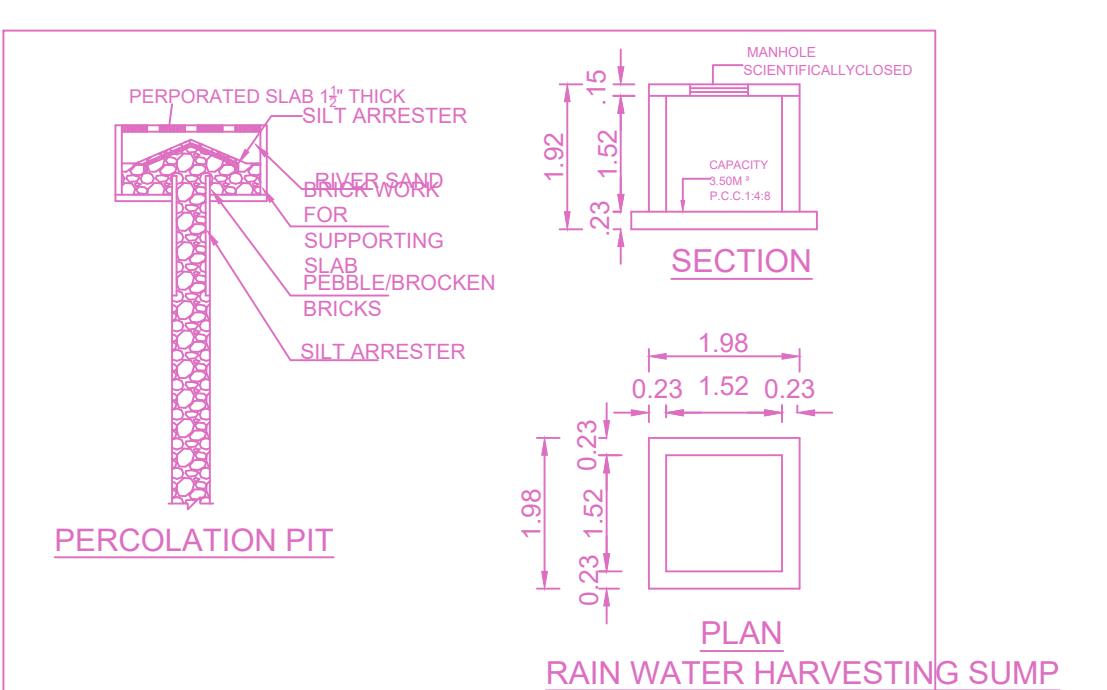 PERPORATED SLAB 1½" THICK
SILT ARRESTER
RIVER SAND
BRICK WORK
FOR
SUPPORTING
SLAB
PEBBLE/BROCKEN
BRICKS
SILT ARRESTER
PERCOLATION PIT
MANHOLE
SCIENTIFICALLYCLOSED
.15
1.92
1.52
.23
CAPACITY
3.50M ³
P.C.C.1:4:8
SECTION
1.98
0.23 1.52 0.23
0.23
1.98
1.52
0.23
PLAN
RAIN WATER HARVESTING SUMP